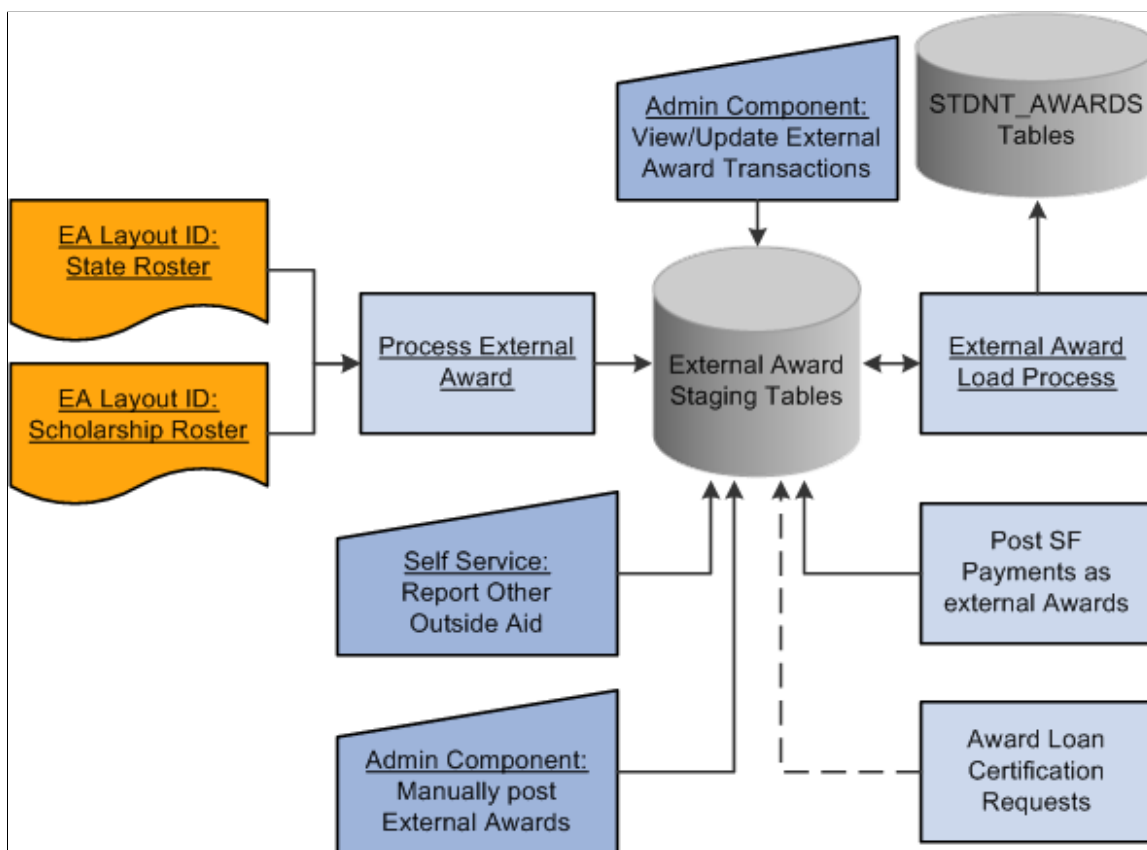 Admin Component:
View/Update External
Award Transactions
STDNT_AWARDS
Tables
EA Layout ID:
State Roster
EA Layout ID:
Scholarship Roster
Process External
Award
External Award
Staging Tables
External Award
Load Process
Self Service:
Report Other
Outside Aid
Post SF
Payments as
external Awards
Admin Component:
Manually post
External Awards
Award Loan
Certification
Requests